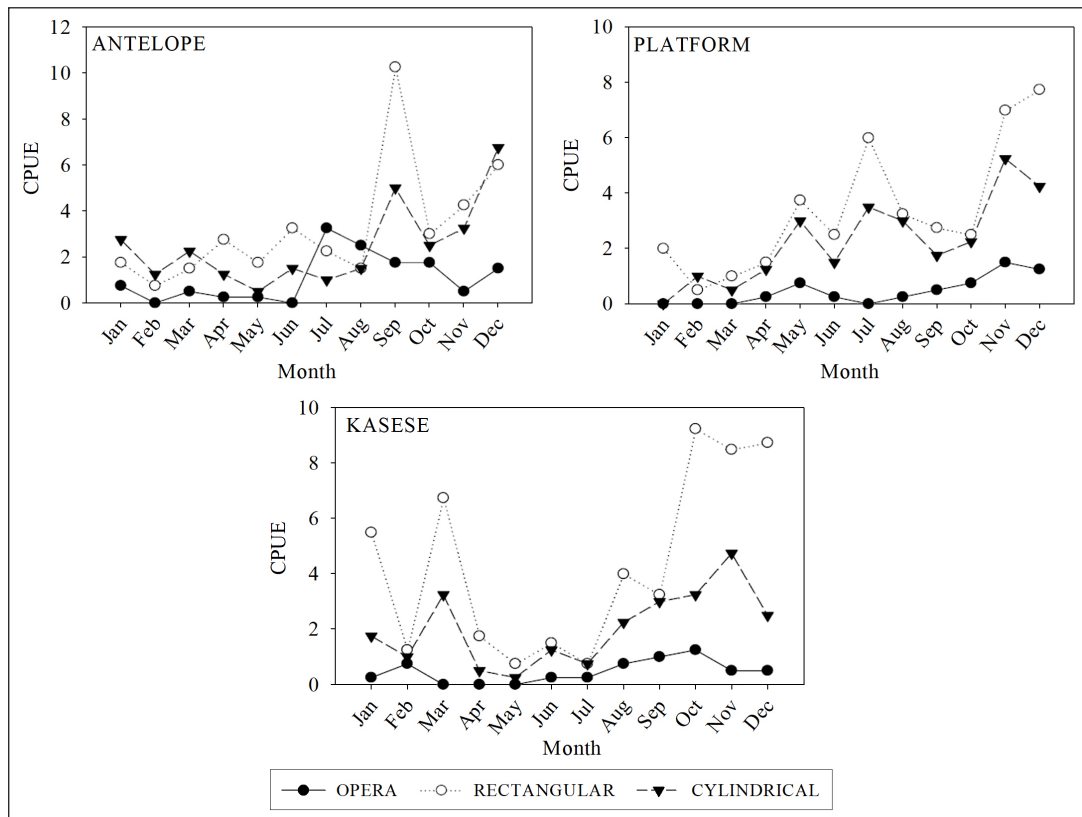 ANTELOPE
12
10
8
6
4
2
0
CPUE
Jan Feb Mar Apr May Jun Jul Aug Sep Oct Nov Dec
Month
PLATFORM
10
8
6
4
2
0
CPUE
Jan Feb Mar Apr May Jun Jul Aug Sep Oct Nov Dec
Month
KASESE
10
8
6
4
2
0
CPUE
Jan Feb Mar Apr May Jun Jul Aug Sep Oct Nov Dec
Month
OPERA RECTANGULAR CYLINDRICAL